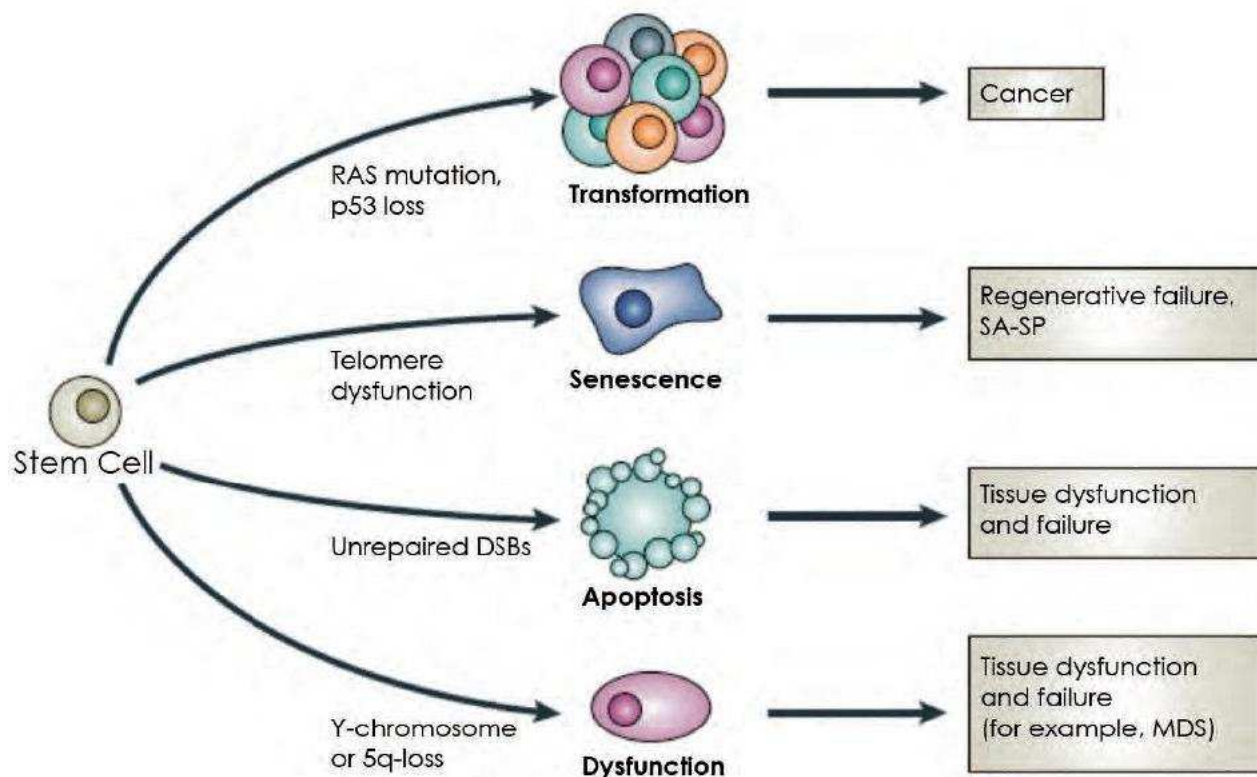 Cancer
RAS mutation,
p53 loss
Transformation
Regenerative failure,
SA-SP
Telomere
dysfunction
Senescence
Stem Cell
Tissue dysfunction
and failure
Unrepaired DSBs
Apoptosis
Tissue dysfunction
and failure
(for example, MDS)
Y-chromosome
or 5q-loss
Dysfunction